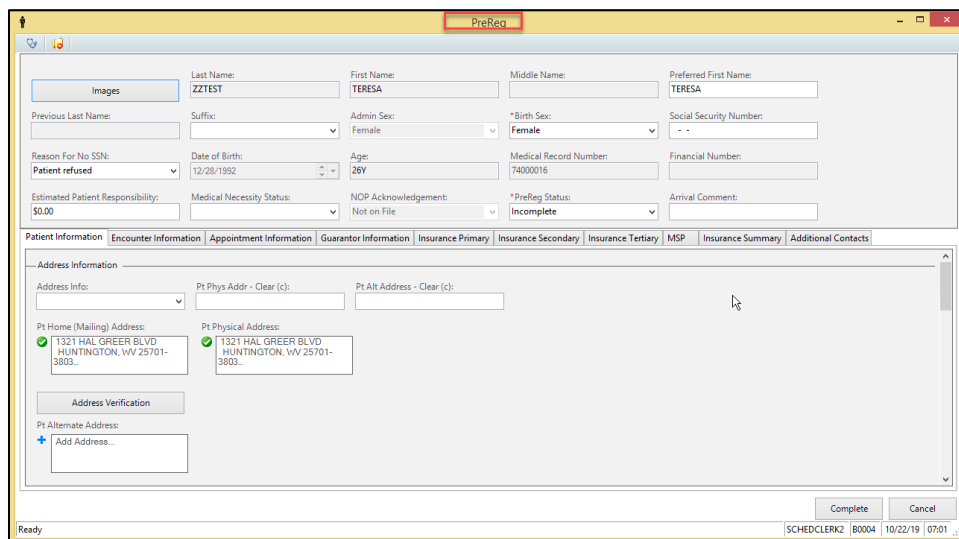 PreReg
Images
Last Name:
ZZTEST
First Name:
TERESA
Middle Name:
Preferred First Name:
TERESA
Previous Last Name:
Suffix:
Admin Sex:
Female
*Birth Sex:
Female
Social Security Number:
- -
Reason For No SSN:
Patient refused
Date of Birth:
12/28/1992
Age:
26Y
Medical Record Number:
74000016
Financial Number:
Estimated Patient Responsibility:
$0.00
Medical Necessity Status:
NOP Acknowledgement:
Not on File
*PreReg Status:
Incomplete
Arrival Comment:
Patient Information Encounter Information Appointment Information Guarantor Information Insurance Primary Insurance Secondary Insurance Tertiary MSP Insurance Summary Additional Contacts
Address Information
Address Info:
Pt Phys Addr - Clear (c):
Pt Alt Address - Clear (c):
Pt Home (Mailing) Address:
1321 HAL GREER BLVD
HUNTINGTON, WV 25701-
3803...
Pt Physical Address:
1321 HAL GREER BLVD
HUNTINGTON, WV 25701-
3803...
Address Verification
Pt Alternate Address:
Add Address...
Complete Cancel
Ready SCHEDCLERK2 B0004 10/22/19 07:01